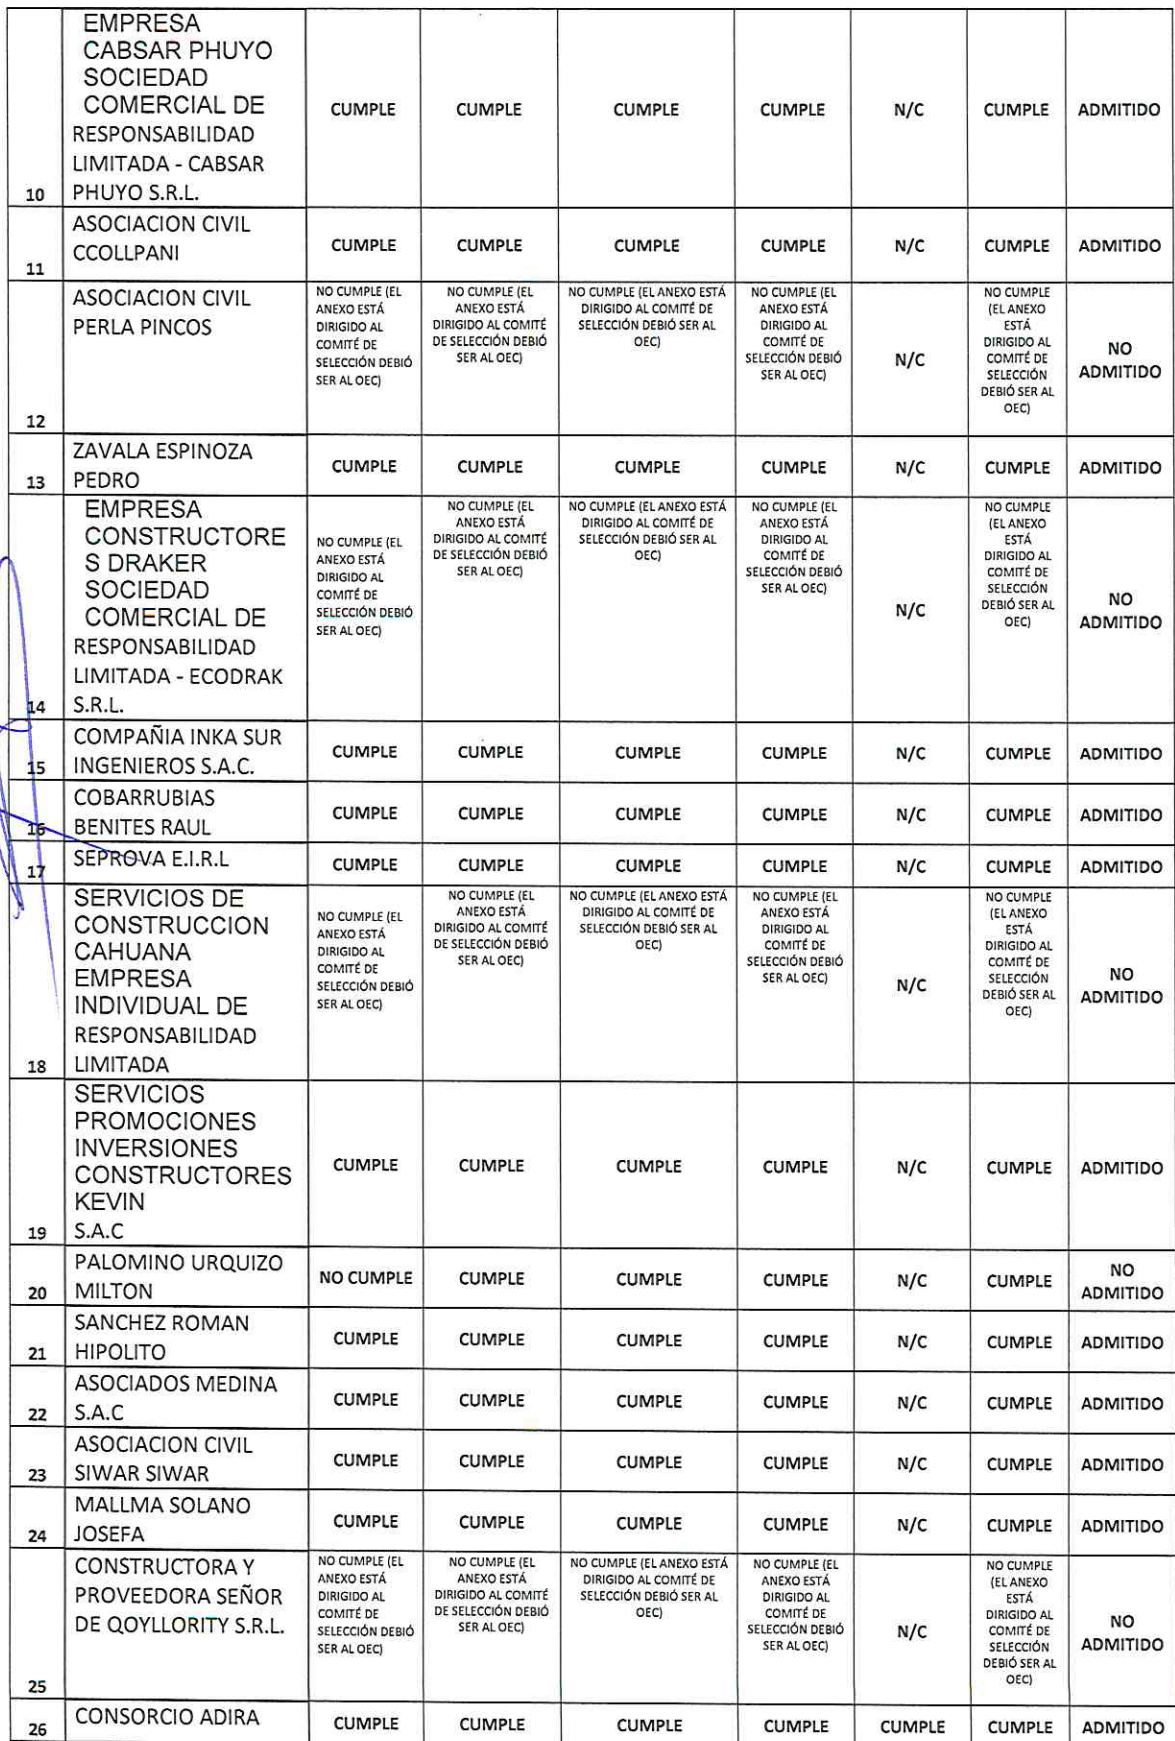 EMPRESA
CABSAR PHUYO
SOCIEDAD
COMERCIAL DE
RESPONSABILIDAD
LIMITADA - CABSAR
10 PHUYO S.R.L.
CUMPLE CUMPLE CUMPLE CUMPLE N/C CUMPLE ADMITIDO
ASOCIACION CIVIL
11 CCOLLPANI
CUMPLE CUMPLE CUMPLE CUMPLE N/C CUMPLE ADMITIDO
12
ASOCIACION CIVIL
PERLA PINCOS
NO CUMPLE (EL
ANEXO ESTÁ
DIRIGIDO AL
COMITÉ DE
SELECCIÓN DEBIÓ
SER AL OEC)
NO CUMPLE (EL
ANEXO ESTÁ
DIRIGIDO AL COMITÉ
DE SELECCIÓN DEBIÓ
SER AL OEC)
NO CUMPLE (EL ANEXO ESTÁ
DIRIGIDO AL COMITÉ DE
SELECCIÓN DEBIÓ SER AL
OEC)
NO CUMPLE (EL
ANEXO ESTÁ
DIRIGIDO AL
COMITÉ DE
SELECCIÓN DEBIÓ
SER AL OEC)
N/C
NO CUMPLE
(EL ANEXO
ESTÁ
DIRIGIDO AL
COMITÉ DE
SELECCIÓN
DEBIÓ SER AL
OEC)
NO
ADMITIDO
ZAVALA ESPINOZA
13 PEDRO
CUMPLE CUMPLE CUMPLE CUMPLE N/C CUMPLE ADMITIDO
EMPRESA
CONSTRUCTORE
S DRAKER
SOCIEDAD
COMERCIAL DE
RESPONSABILIDAD
LIMITADA - ECODRAK
14 S.R.L.
NO CUMPLE (EL
ANEXO ESTÁ
DIRIGIDO AL
COMITÉ DE
SELECCIÓN DEBIÓ
SER AL OEC)
NO CUMPLE (EL
ANEXO ESTÁ
DIRIGIDO AL COMITÉ
DE SELECCIÓN DEBIÓ
SER AL OEC)
NO CUMPLE (EL ANEXO ESTÁ
DIRIGIDO AL COMITÉ DE
SELECCIÓN DEBIÓ SER AL
OEC)
NO CUMPLE (EL
ANEXO ESTÁ
DIRIGIDO AL
COMITÉ DE
SELECCIÓN DEBIÓ
SER AL OEC)
N/C
NO CUMPLE
(EL ANEXO
ESTÁ
DIRIGIDO AL
COMITÉ DE
SELECCIÓN
DEBIÓ SER AL
OEC)
NO
ADMITIDO
COMPAÑIA INKA SUR
15 INGENIEROS S.A.C.
CUMPLE CUMPLE CUMPLE CUMPLE N/C CUMPLE ADMITIDO
COBARRUBIAS
16 BENITES RAUL
CUMPLE CUMPLE CUMPLE CUMPLE N/C CUMPLE ADMITIDO
17 SEPROVA E.I.R.L CUMPLE CUMPLE CUMPLE CUMPLE N/C CUMPLE ADMITIDO
SERVICIOS DE
CONSTRUCCION
CAHUANA
EMPRESA
INDIVIDUAL DE
RESPONSABILIDAD
18 LIMITADA
NO CUMPLE (EL
ANEXO ESTÁ
DIRIGIDO AL
COMITÉ DE
SELECCIÓN DEBIÓ
SER AL OEC)
NO CUMPLE (EL
ANEXO ESTÁ
DIRIGIDO AL COMITÉ
DE SELECCIÓN DEBIÓ
SER AL OEC)
NO CUMPLE (EL ANEXO ESTÁ
DIRIGIDO AL COMITÉ DE
SELECCIÓN DEBIÓ SER AL
OEC)
NO CUMPLE (EL
ANEXO ESTÁ
DIRIGIDO AL
COMITÉ DE
SELECCIÓN DEBIÓ
SER AL OEC)
N/C
NO CUMPLE
(EL ANEXO
ESTÁ
DIRIGIDO AL
COMITÉ DE
SELECCIÓN
DEBIÓ SER AL
OEC)
NO
ADMITIDO
SERVICIOS
PROMOCIONES
INVERSIONES
CONSTRUCTORES
KEVIN
19 S.A.C
CUMPLE CUMPLE CUMPLE CUMPLE N/C CUMPLE ADMITIDO
PALOMINO URQUIZO
20 MILTON
NO CUMPLE CUMPLE CUMPLE CUMPLE N/C CUMPLE
NO
ADMITIDO
SANCHEZ ROMAN
21 HIPOLITO
CUMPLE CUMPLE CUMPLE CUMPLE N/C CUMPLE ADMITIDO
ASOCIADOS MEDINA
22 S.A.C
CUMPLE CUMPLE CUMPLE CUMPLE N/C CUMPLE ADMITIDO
ASOCIACION CIVIL
23 SIWAR SIWAR
CUMPLE CUMPLE CUMPLE CUMPLE N/C CUMPLE ADMITIDO
MALLMA SOLANO
24 JOSEFA
CUMPLE CUMPLE CUMPLE CUMPLE N/C CUMPLE ADMITIDO
25
CONSTRUCTORA Y
PROVEEDORA SEÑOR
DE QOYLLORITY S.R.L.
NO CUMPLE (EL
ANEXO ESTÁ
DIRIGIDO AL
COMITÉ DE
SELECCIÓN DEBIÓ
SER AL OEC)
NO CUMPLE (EL
ANEXO ESTÁ
DIRIGIDO AL COMITÉ
DE SELECCIÓN DEBIÓ
SER AL OEC)
NO CUMPLE (EL ANEXO ESTÁ
DIRIGIDO AL COMITÉ DE
SELECCIÓN DEBIÓ SER AL
OEC)
NO CUMPLE (EL
ANEXO ESTÁ
DIRIGIDO AL
COMITÉ DE
SELECCIÓN DEBIÓ
SER AL OEC)
N/C
NO CUMPLE
(EL ANEXO
ESTÁ
DIRIGIDO AL
COMITÉ DE
SELECCIÓN
DEBIÓ SER AL
OEC)
NO
ADMITIDO
26 CONSORCIO ADIRA CUMPLE CUMPLE CUMPLE CUMPLE CUMPLE CUMPLE ADMITIDO